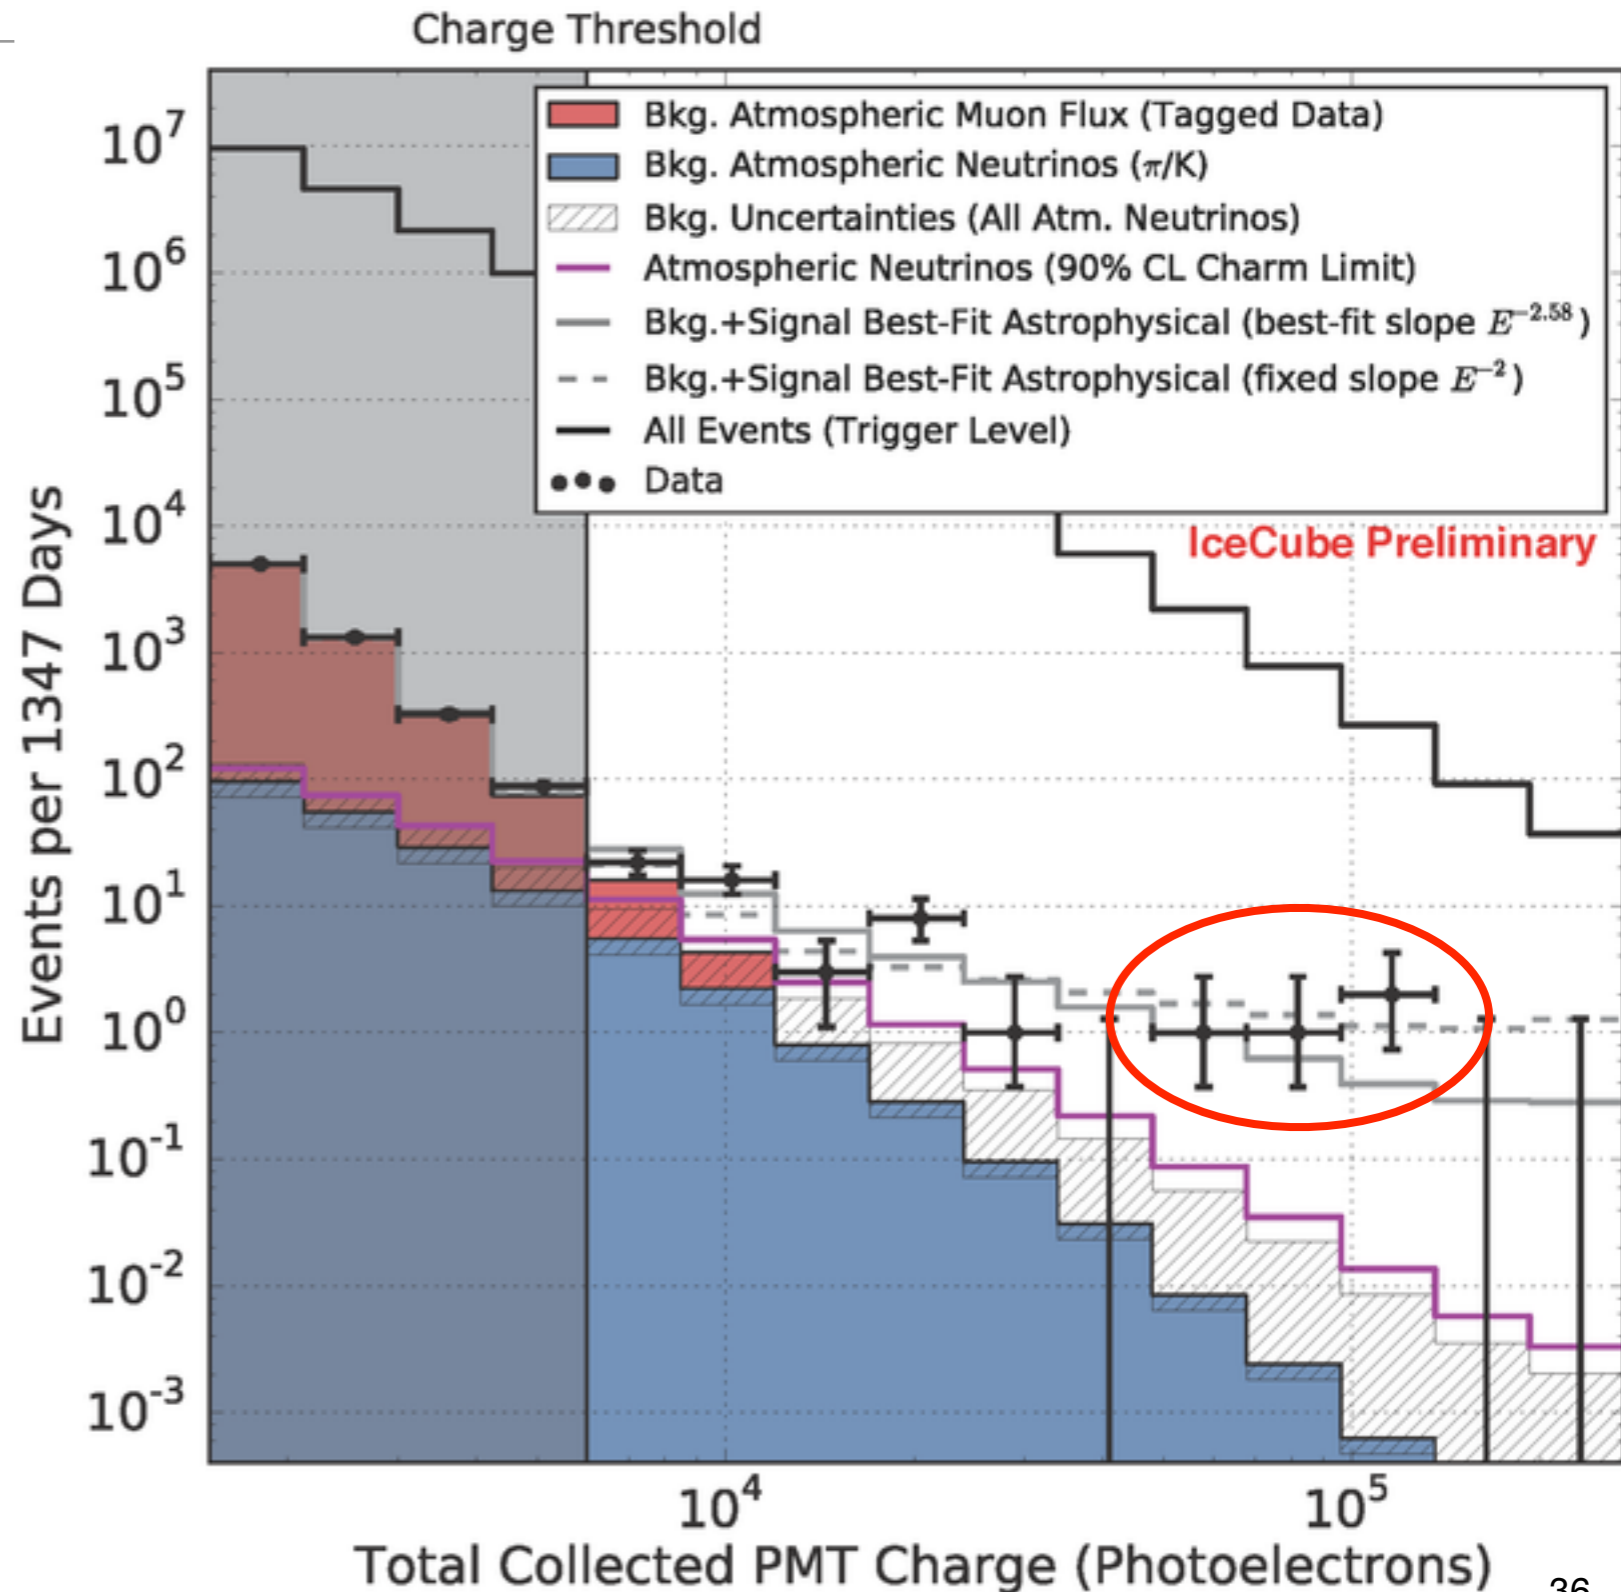 Charge Threshold
Bkg. Atmospheric Muon Flux (Tagged Data)
Bkg. Atmospheric Neutrinos (π/K)
Bkg. Uncertainties (All Atm. Neutrinos)
Atmospheric Neutrinos (90% CL Charm Limit)
Bkg.+Signal Best-Fit Astrophysical (best-fit slope E^-2.58)
Bkg.+Signal Best-Fit Astrophysical (fixed slope E^-2)
All Events (Trigger Level)
Data
IceCube Preliminary
Events per 1347 Days
10^7
10^6
10^5
10^4
10^3
10^2
10^1
10^0
10^-1
10^-2
10^-3
10^4
10^5
Total Collected PMT Charge (Photoelectrons)
36